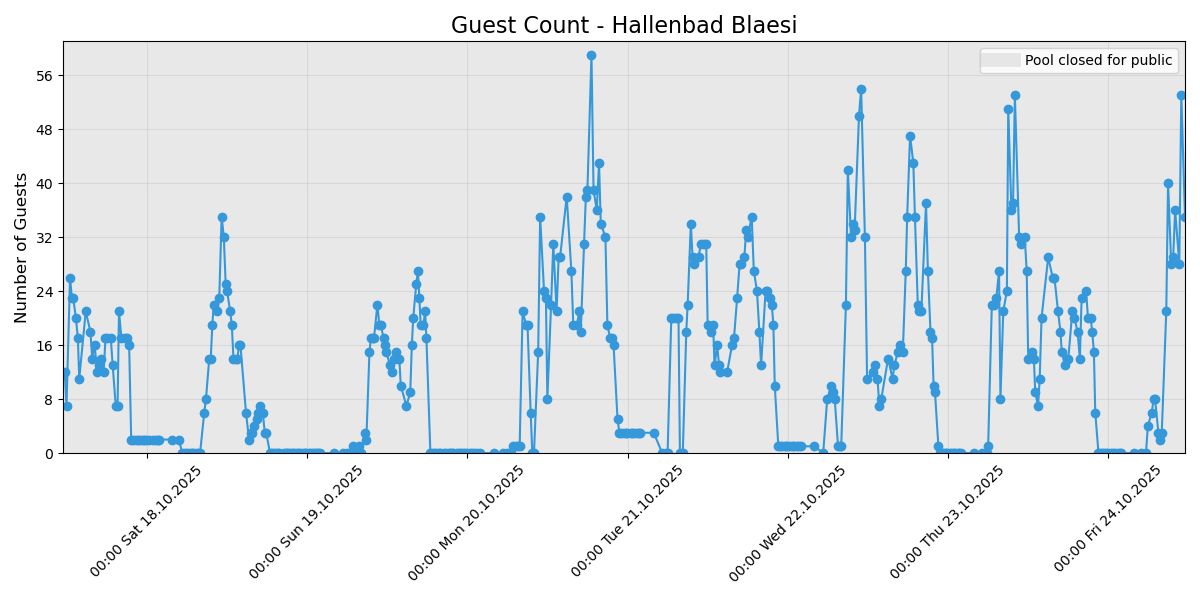 Guest Count - Hallenbad Blaesi
Pool closed for public
Number of Guests
56
48
40
32
24
16
8
0
00:00 Sat 18.10.2025
00:00 Sun 19.10.2025
00:00 Mon 20.10.2025
00:00 Tue 21.10.2025
00:00 Wed 22.10.2025
00:00 Thu 23.10.2025
00:00 Fri 24.10.2025